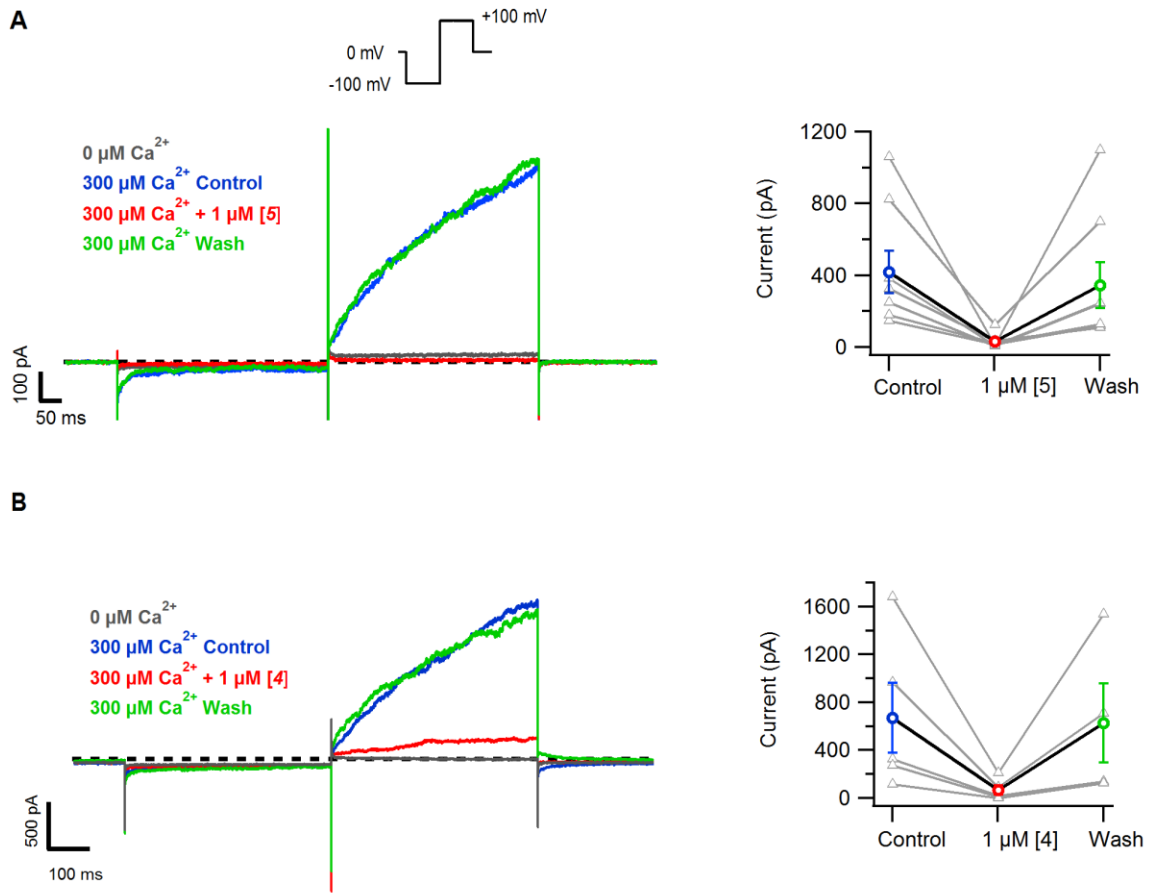 A
+100 mV
0 mV
-100 mV
0 µM Ca2+
300 µM Ca2+ Control
300 µM Ca2+ + 1 µM [5]
300 µM Ca2+ Wash
100 pA
50 ms
1200
800
400
0
Current (pA)
Control
1 µM [5]
Wash
B
0 µM Ca2+
300 µM Ca2+ Control
300 µM Ca2+ + 1 µM [4]
300 µM Ca2+ Wash
500 pA
100 ms
1600
1200
800
400
0
Current (pA)
Control
1 µM [4]
Wash